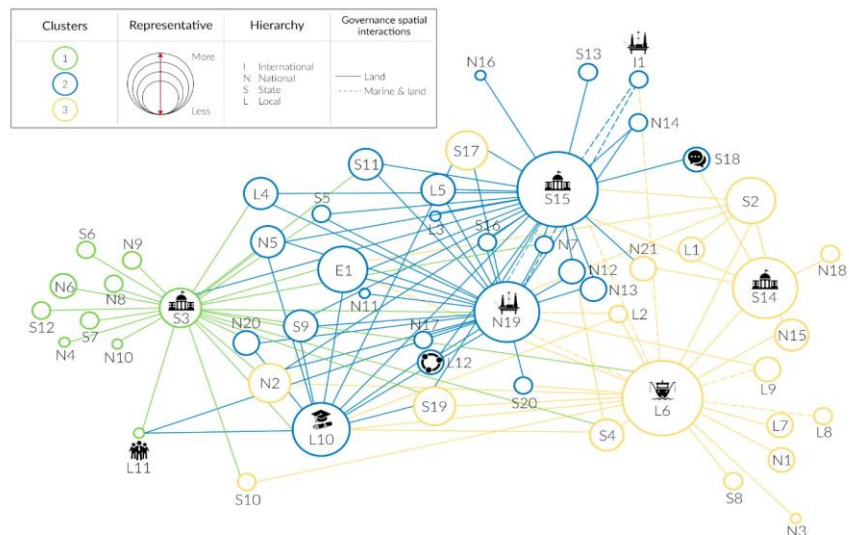 Clusters
Representative
Hierarchy
Governance spatial
interactions
1
2
3
More
Less
I International
N National
S State
L Local
Land
Marine & land
I1
S13
N16
N14
S17
S18
S11
S15
L4
L5
S5
S2
L3
S6
N5
S16
N7
N21
L1
N9
E1
N12
N18
N6
N8
N11
N13
S14
S3
S12
S7
S9
N19
L2
N4
N10
N20
N17
N15
L12
N2
S20
L9
S19
L6
L10
S4
L7
L8
L11
N1
S10
S8
N3